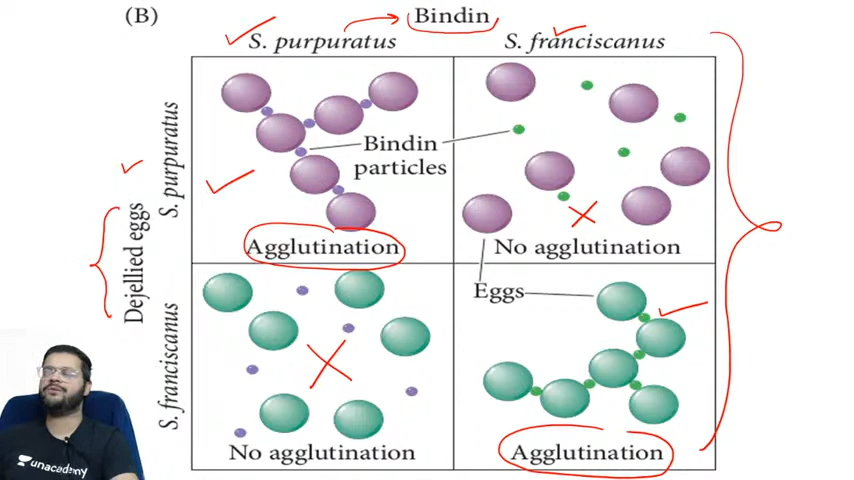 (B)
Bindin
S. purpuratus
S. franciscanus
S. purpuratus
Bindin
particles
Agglutination
No agglutination
Dejellied eggs
Eggs
S. franciscanus
No agglutination
Agglutination
unacademy